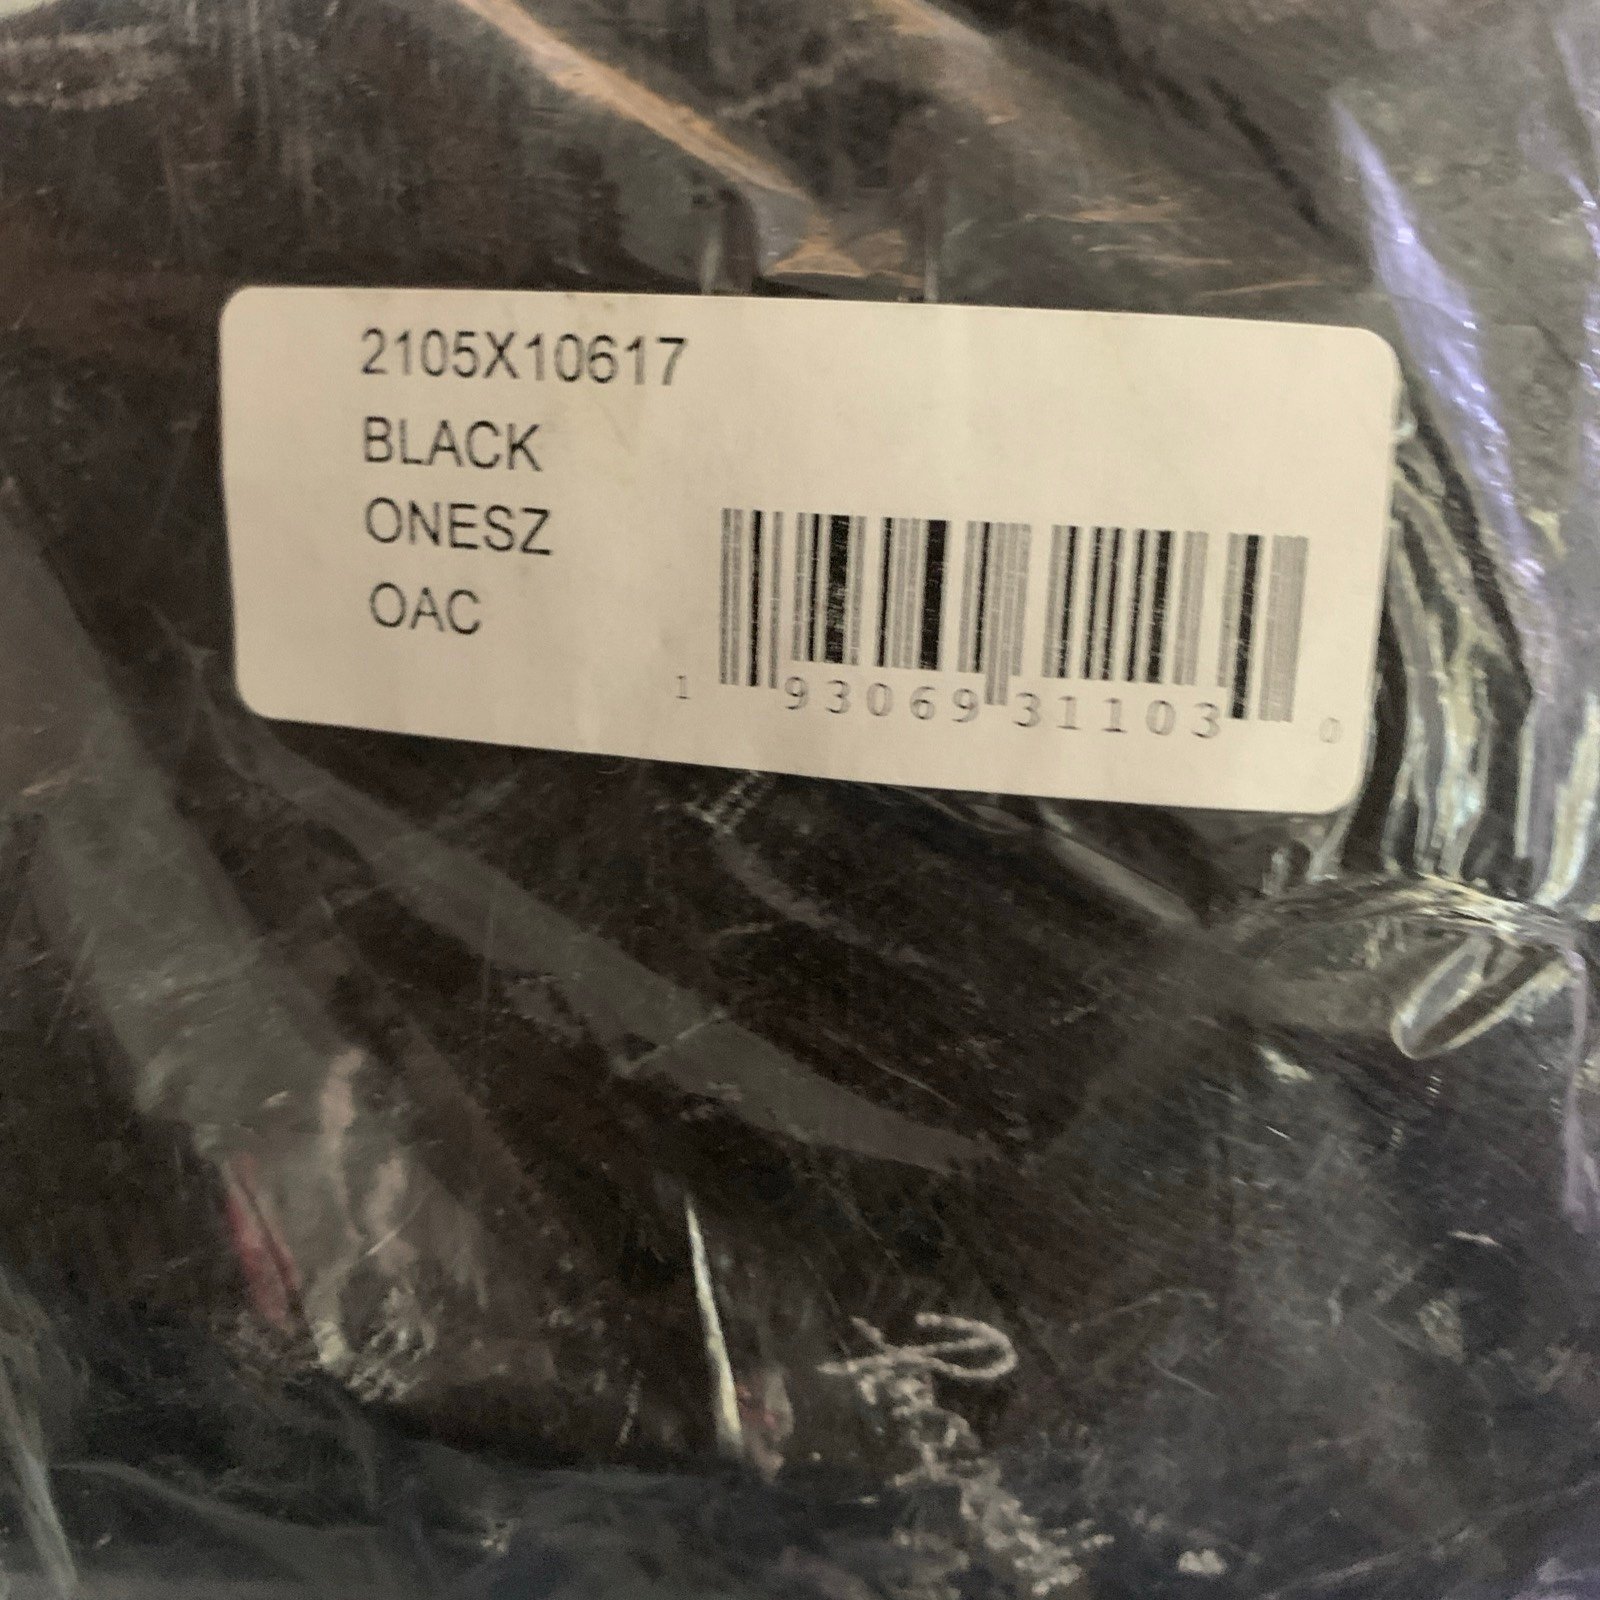 2105X10617
BLACK
ONESZ
OAC
1 93069 31103 0